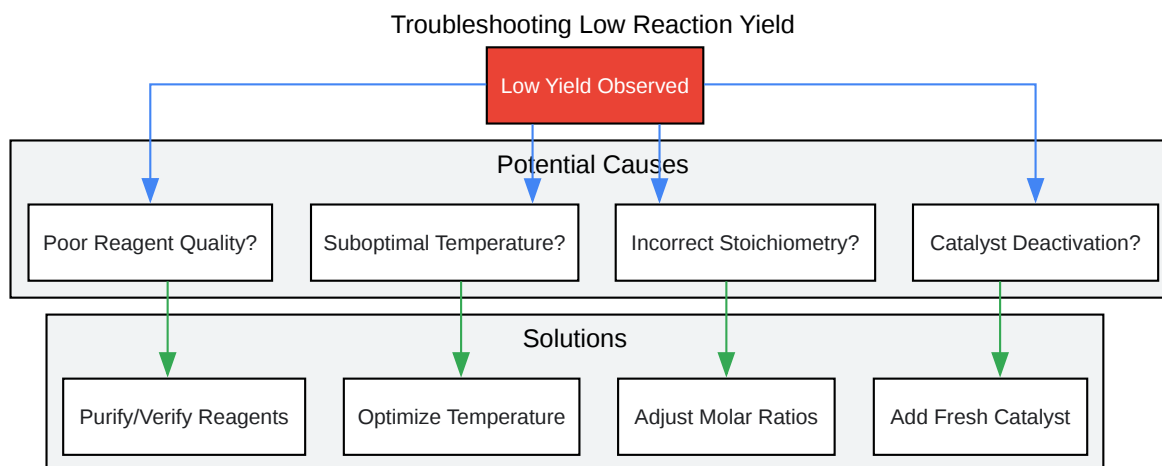 Troubleshooting Low Reaction Yield
Low Yield Observed
Potential Causes
Poor Reagent Quality?
Suboptimal Temperature?
Incorrect Stoichiometry?
Catalyst Deactivation?
Solutions
Purify/Verify Reagents
Optimize Temperature
Adjust Molar Ratios
Add Fresh Catalyst